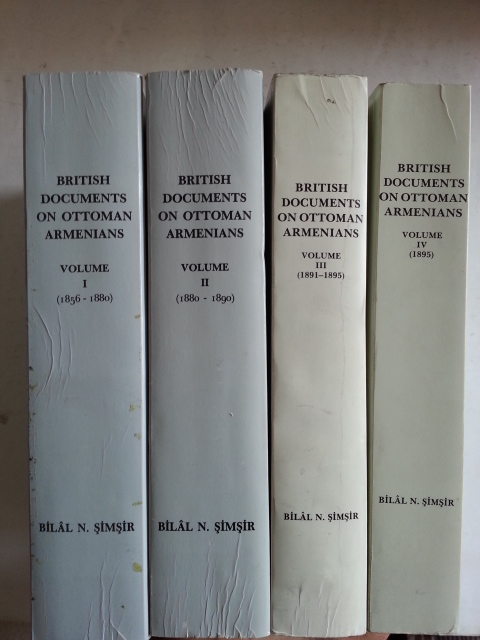 BRITISH
DOCUMENTS
ON OTTOMAN
ARMENIANS
VOLUME
I
(1856 - 1880)
BİLÂL N. ŞİMŞİR
BRITISH
DOCUMENTS
ON OTTOMAN
ARMENIANS
VOLUME
II
(1880 - 1890)
BİLÂL N. ŞİMŞİR
BRITISH
DOCUMENTS
ON OTTOMAN
ARMENIANS
VOLUME
III
(1891-1895)
BİLÂL N. ŞİMŞİR
BRITISH
DOCUMENTS
ON OTTOMAN
ARMENIANS
VOLUME
IV
(1895)
BİLÂL N. ŞİMŞİR